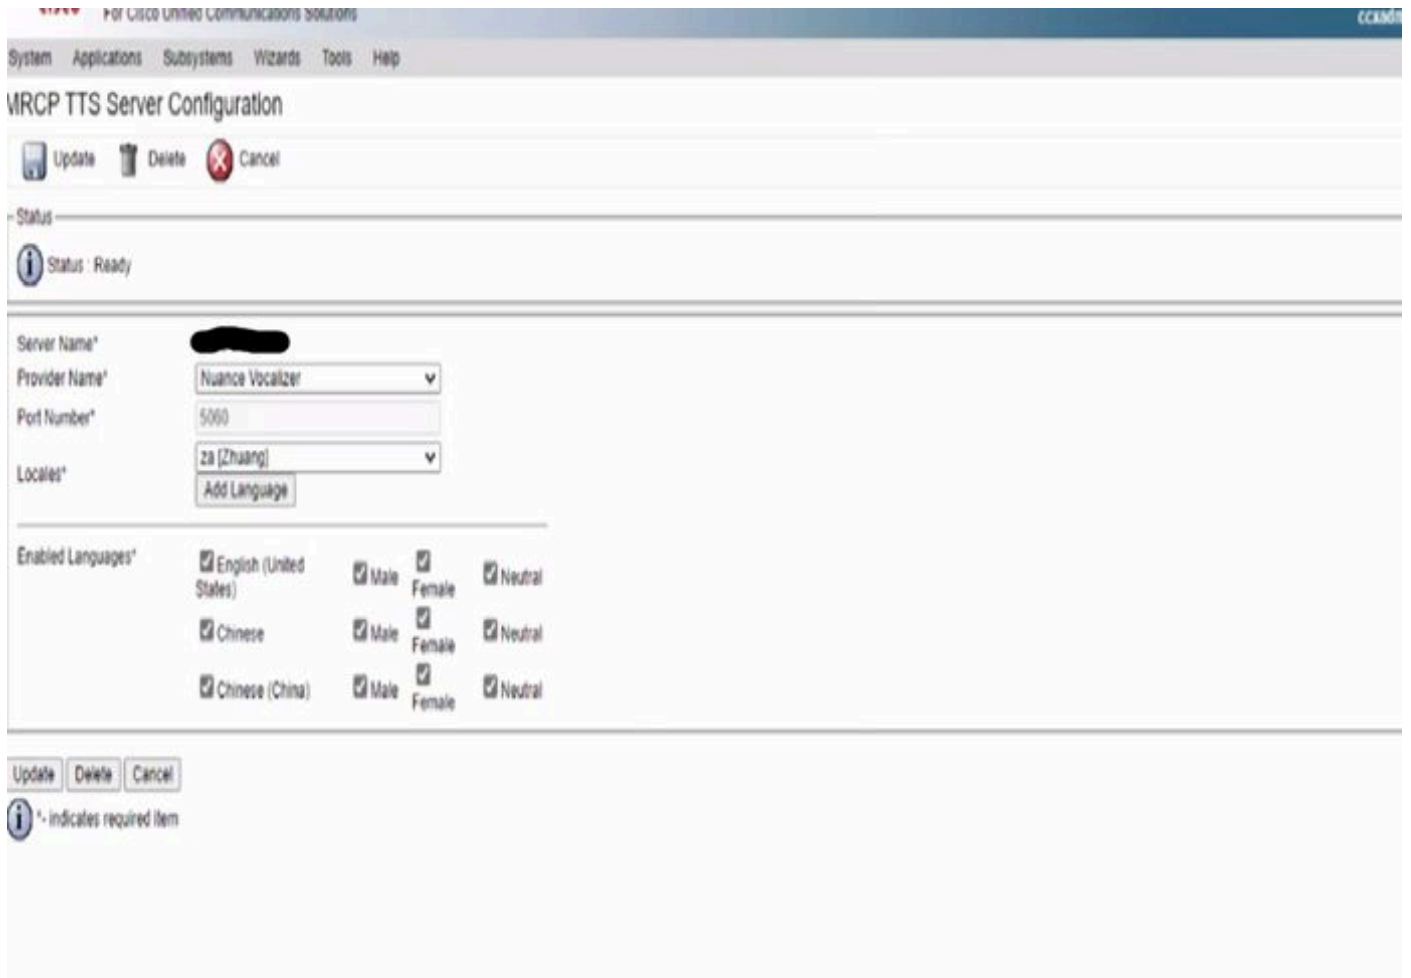 For Cisco Unified Communications Solutions
ccxadm
System Applications Subsystems Wizards Tools Help
MRCP TTS Server Configuration
Update Delete Cancel
Status
Status : Ready
Server Name*
Provider Name* Nuance Vocalizer
Port Number* 5060
Locales* za [Zhuang]
Add Language
Enabled Languages* English (United States) Male Female Neutral
Chinese Male Female Neutral
Chinese (China) Male Female Neutral
Update Delete Cancel
*- indicates required item